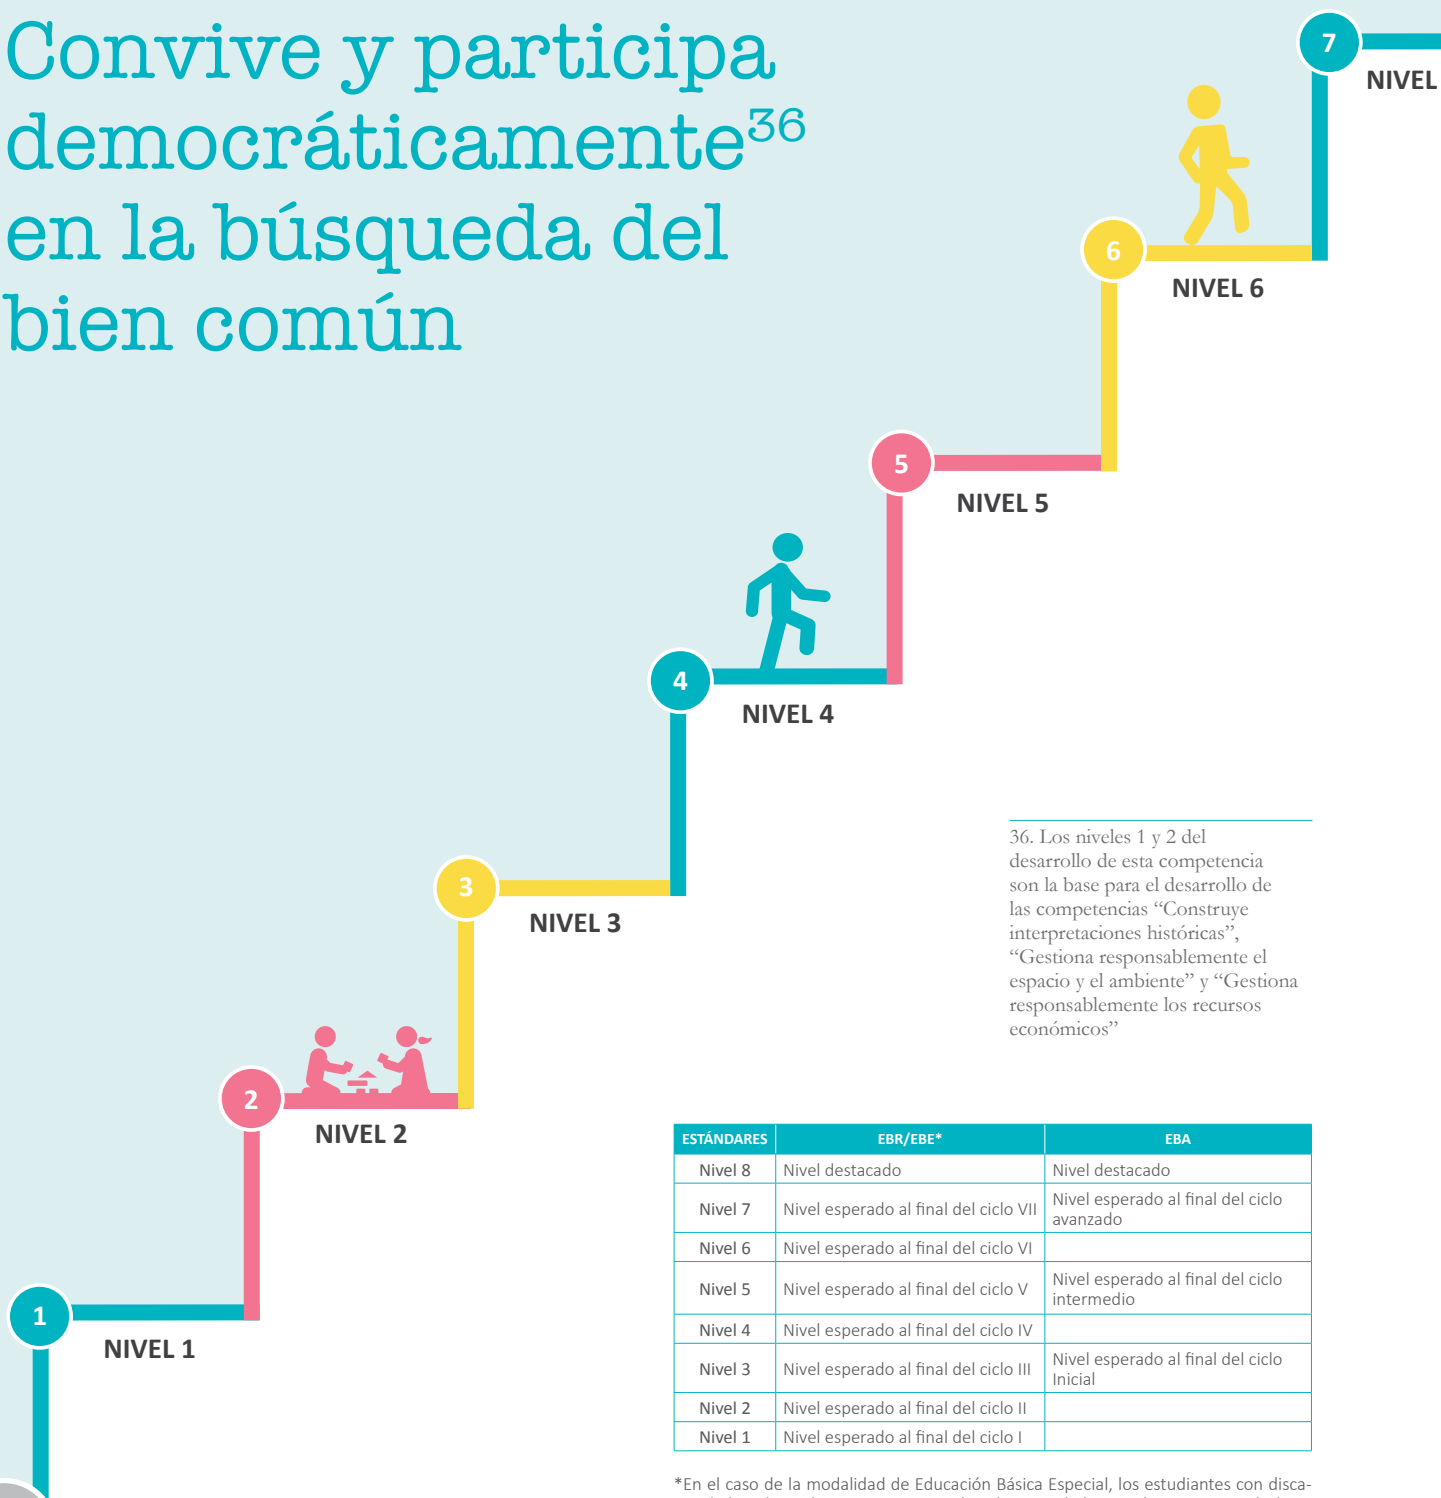 Convive y participa
democráticamente36
en la búsqueda del
bien común
7
NIVEL
6
NIVEL 6
5
NIVEL 5
4
NIVEL 4
3
NIVEL 3
2
NIVEL 2
1
NIVEL 1
36. Los niveles 1 y 2 del
desarrollo de esta competencia
son la base para el desarrollo de
las competencias “Construye
interpretaciones históricas”,
“Gestiona responsablemente el
espacio y el ambiente” y “Gestiona
responsablemente los recursos
económicos”
ESTÁNDARES EBR/EBE* EBA
Nivel 8 Nivel destacado Nivel destacado
Nivel 7 Nivel esperado al final del ciclo VII Nivel esperado al final del ciclo
avanzado
Nivel 6 Nivel esperado al final del ciclo VI
Nivel 5 Nivel esperado al final del ciclo V Nivel esperado al final del ciclo
intermedio
Nivel 4 Nivel esperado al final del ciclo IV
Nivel 3 Nivel esperado al final del ciclo III Nivel esperado al final del ciclo
Inicial
Nivel 2 Nivel esperado al final del ciclo II
Nivel 1 Nivel esperado al final del ciclo I
*En el caso de la modalidad de Educación Básica Especial, los estudiantes con disca-